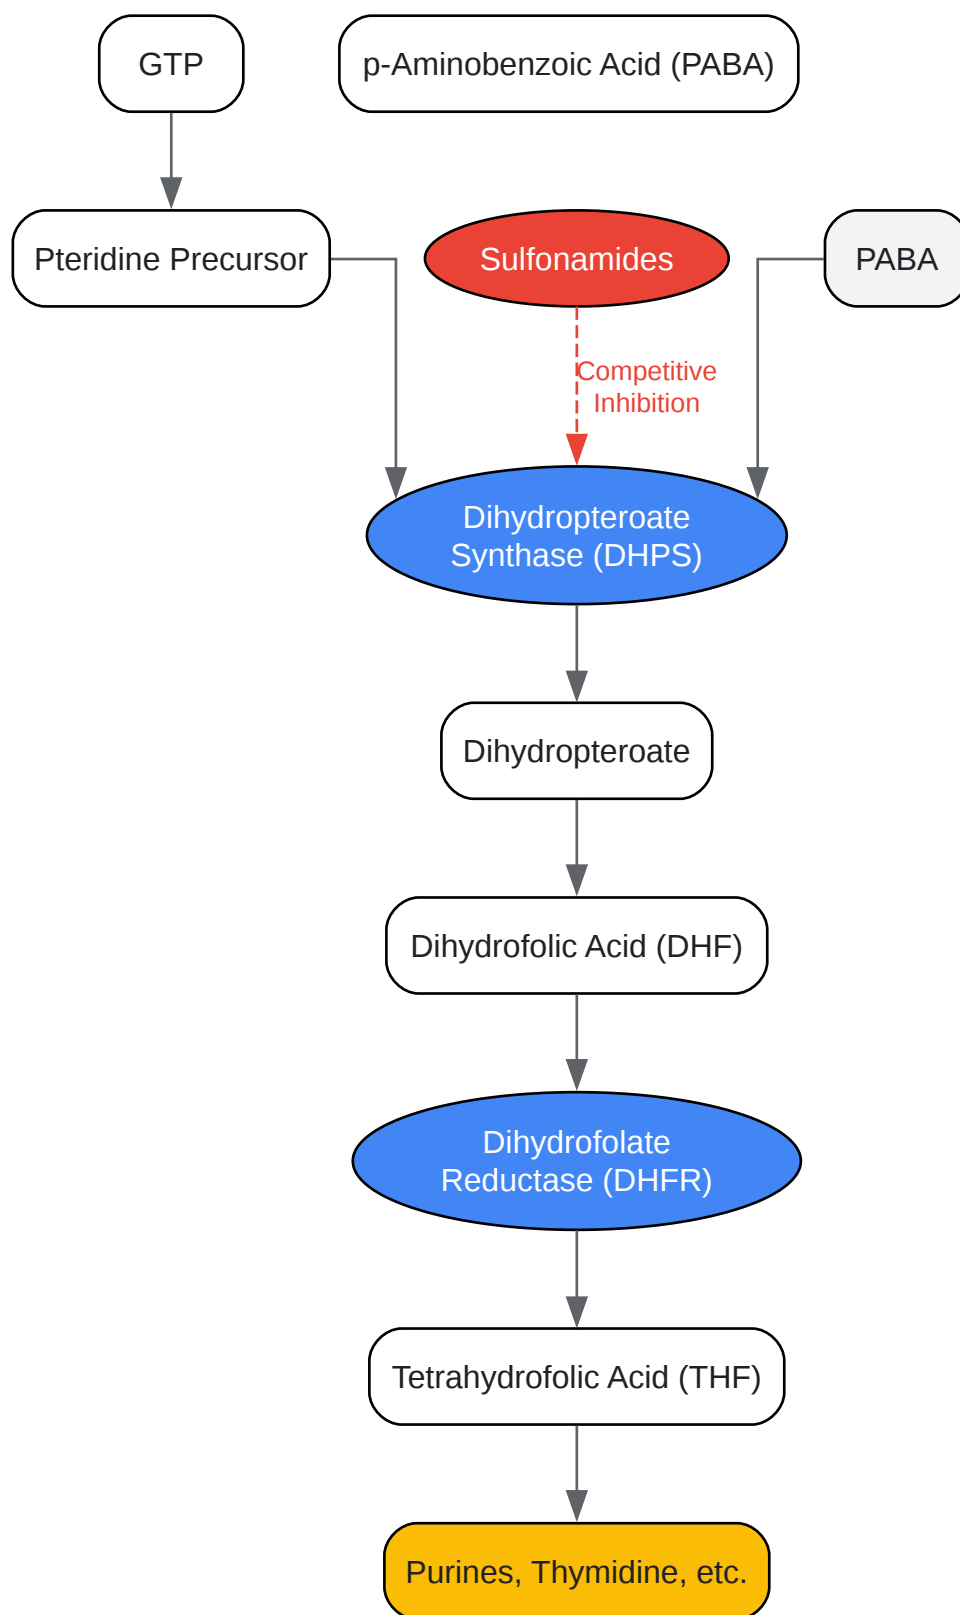 GTP
p-Aminobenzoic Acid (PABA)
Pteridine Precursor
Sulfonamides
PABA
Competitive
Inhibition
Dihydropteroate
Synthase (DHPS)
Dihydropteroate
Dihydrofolic Acid (DHF)
Dihydrofolate
Reductase (DHFR)
Tetrahydrofolic Acid (THF)
Purines, Thymidine, etc.